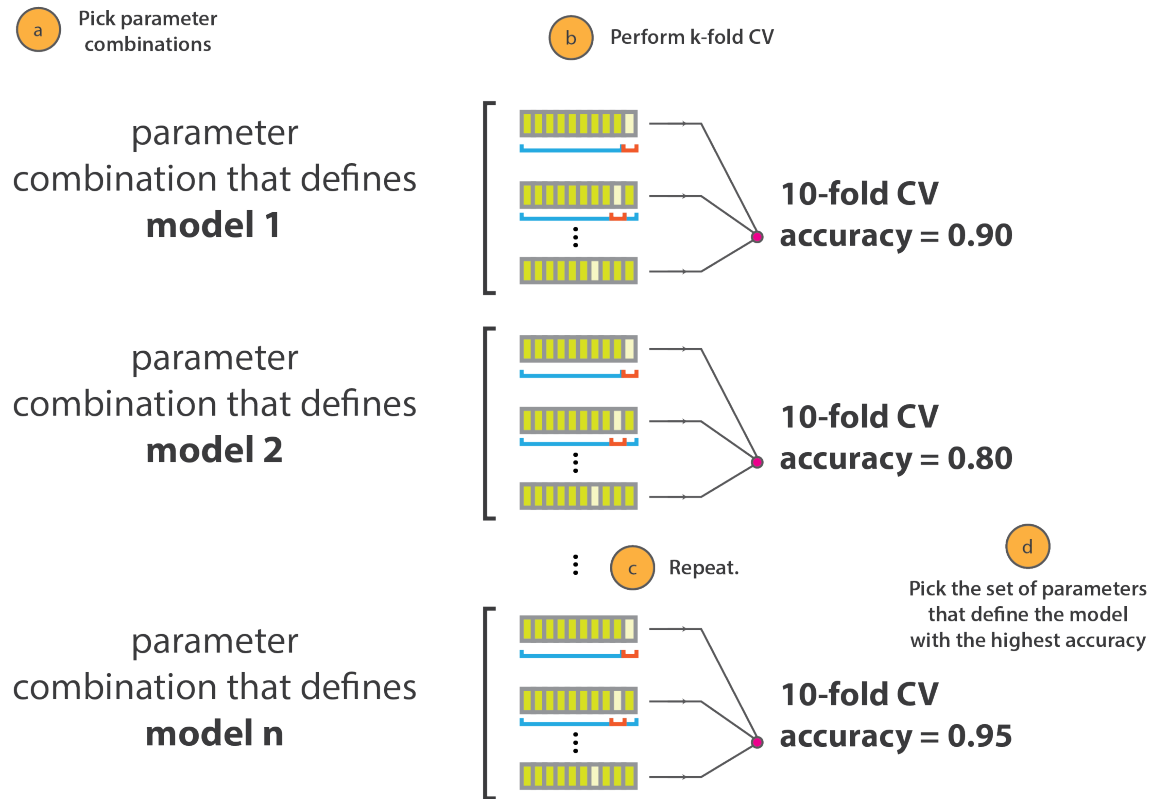 a
Pick parameter
combinations
b
Perform k-fold CV
parameter
combination that defines
model 1
10-fold CV
accuracy = 0.90
parameter
combination that defines
model 2
10-fold CV
accuracy = 0.80
c
Repeat.
d
Pick the set of parameters
that define the model
with the highest accuracy
parameter
combination that defines
model n
10-fold CV
accuracy = 0.95